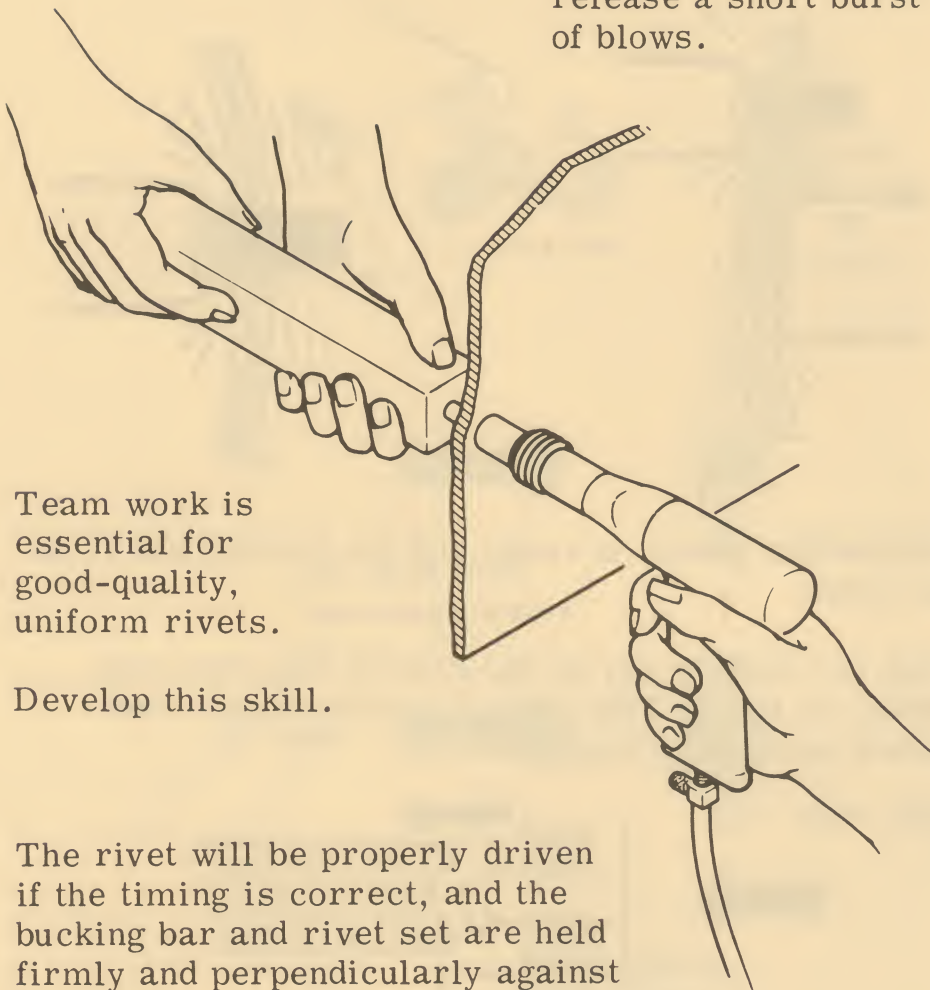 release a short burst
of blows.
Team work is
essential for
good-quality,
uniform rivets.
Develop this skill.
The rivet will be properly driven
if the timing is correct, and the
bucking bar and rivet set are held
firmly and perpendicularly against